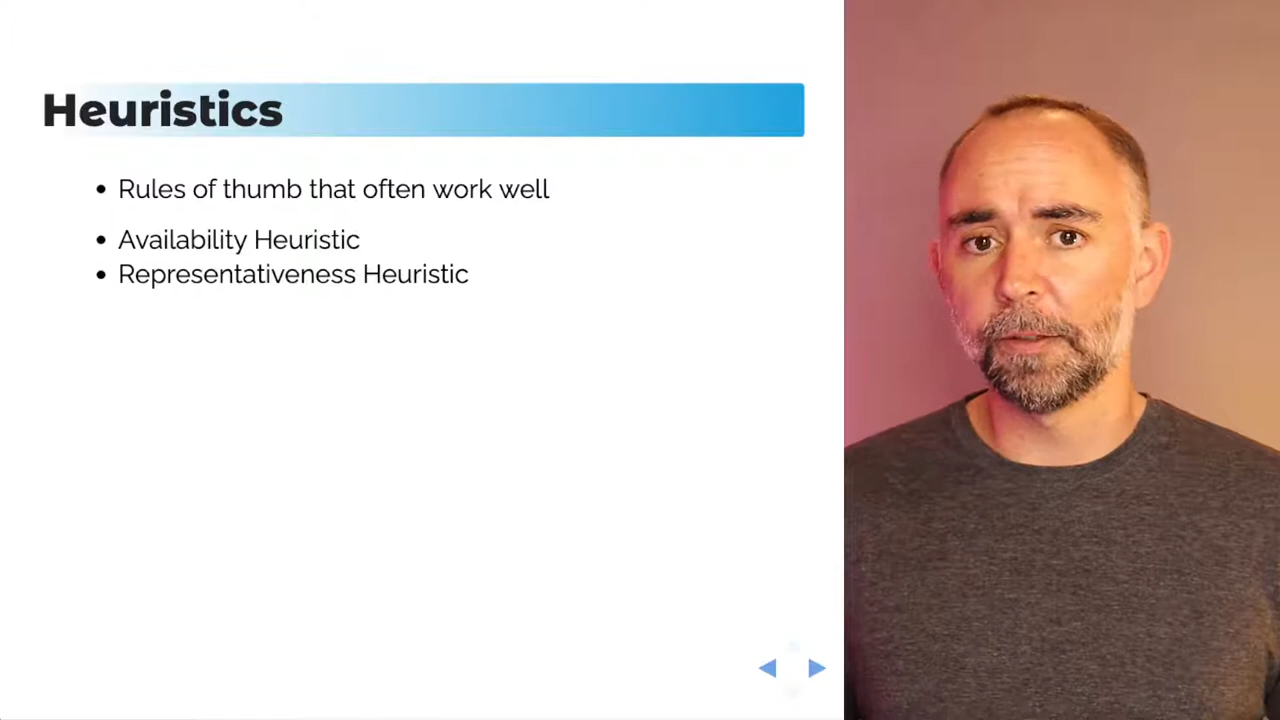 Heuristics
Rules of thumb that often work well
Availability Heuristic
Representativeness Heuristic